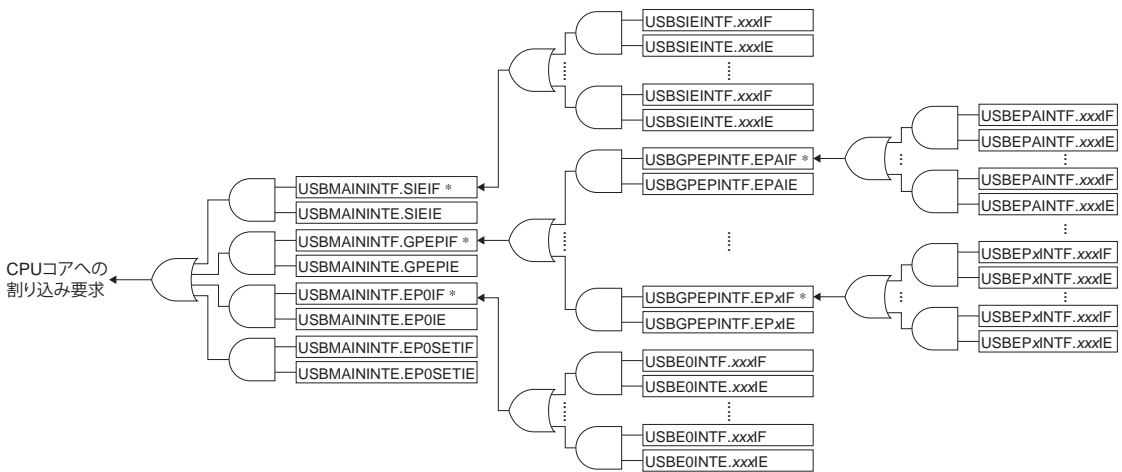 USBSIEINTF.xxxIF
USBSIEINTE.xxxIE
USBSIEINTF.xxxIF
USBSIEINTE.xxxIE
USBEPAINTF.xxxIF
USBEPAINTE.xxxIE
USBGPEPINTF.EPAIF *
USBGPEPINTF.EPAIE
USBEPAINTF.xxxIF
USBEPAINTE.xxxIE
USBMAININTF.SIEIF *
USBMAININTE.SIEIE
USBMAININTF.GPEPIF *
USBMAININTE.GPEPIE
CPUコアへの
割り込み要求
USBMAININTF.EP0IF *
USBMAININTE.EP0IE
USBMAININTF.EP0SETIF
USBMAININTE.EP0SETIE
USBEPxINTF.xxxIF
USBEPxINTE.xxxIE
USBGPEPINTF.EPxIF *
USBGPEPINTF.EPxIE
USBEPxINTF.xxxIF
USBEPxINTE.xxxIE
USBE0INTF.xxxIF
USBE0INTE.xxxIE
USBE0INTF.xxxIF
USBE0INTE.xxxIE